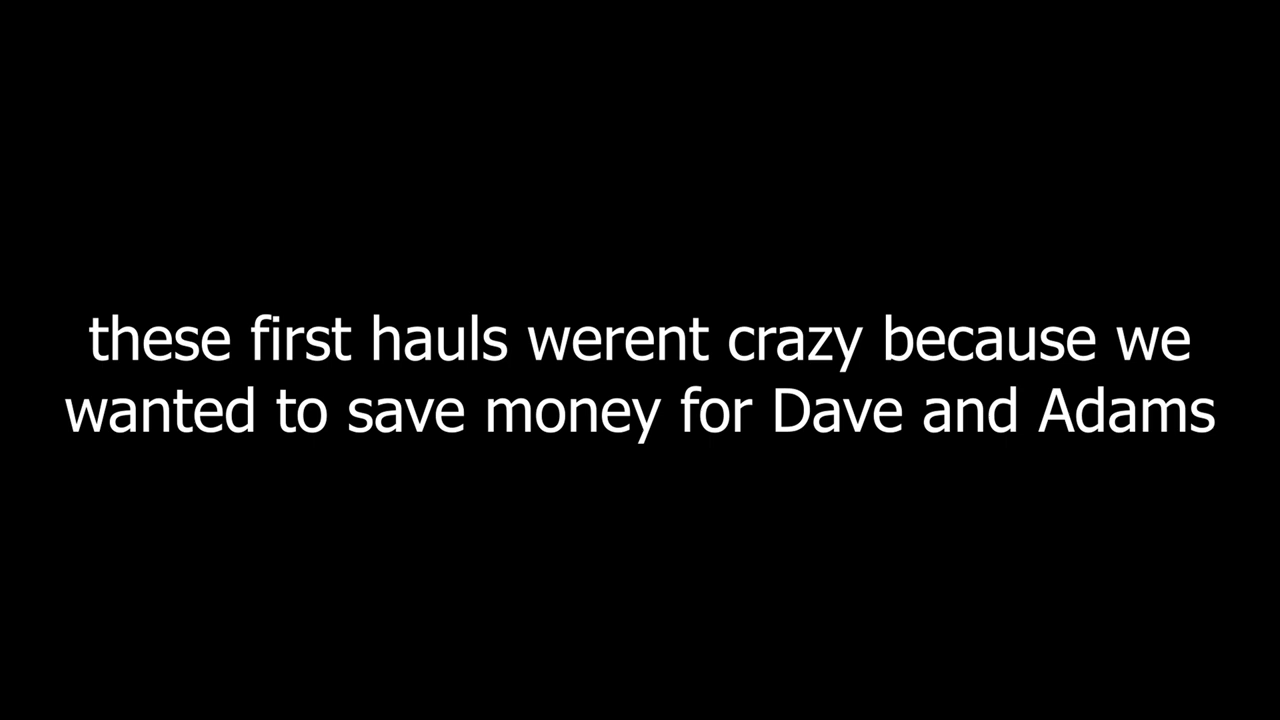 these first hauls werent crazy because we
wanted to save money for Dave and Adams